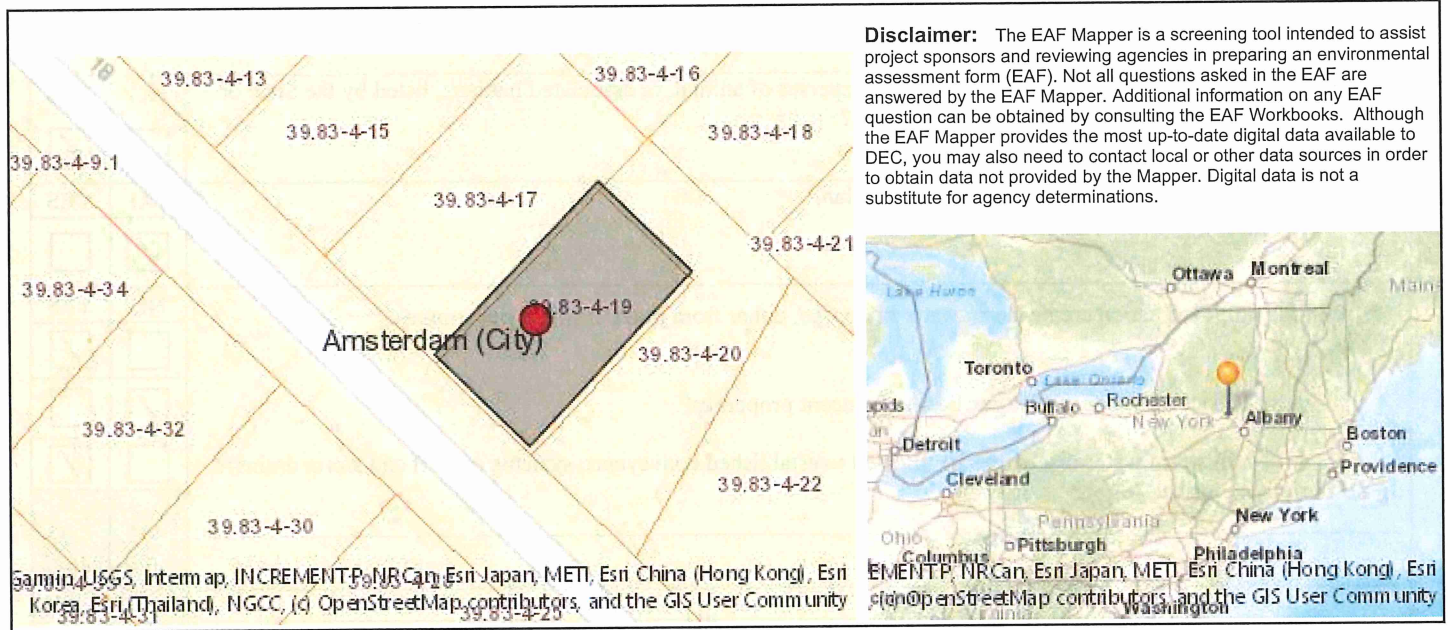 Disclaimer: The EAF Mapper is a screening tool intended to assist
project sponsors and reviewing agencies in preparing an environmental
assessment form (EAF). Not all questions asked in the EAF are
answered by the EAF Mapper. Additional information on any EAF
question can be obtained by consulting the EAF Workbooks. Although
the EAF Mapper provides the most up-to-date digital data available to
DEC, you may also need to contact local or other data sources in order
to obtain data not provided by the Mapper. Digital data is not a
substitute for agency determinations.
18
39.83-4-13
39.83-4-16
39.83-4-15
39.83-4-18
39.83-4-9.1
39.83-4-17
39.83-4-21
39.83-4-34
39.83-4-19
Amsterdam (City)
39.83-4-20
39.83-4-32
39.83-4-22
39.83-4-30
Garmin, USGS, Intermap, INCREMENT P, NRCan, Esri Japan, METI, Esri China (Hong Kong), Esri
Korea, Esri (Thailand), NGCC, (c) OpenStreetMap contributors, and the GIS User Community
39.83-4-31
Ottawa
Montreal
Maine
Lake Huron
Toronto
Lake Ontario
Rochester
Buffalo
New York
Albany
apids
Detroit
Boston
Providence
Cleveland
Pennsylvania
New York
Ohio
Pittsburgh
Columbus
Philadelphia
EMENT P, NRCan, Esri Japan, METI, Esri China (Hong Kong), Esri
OpenStreetMap contributors, and the GIS User Community
Washington
Virginia